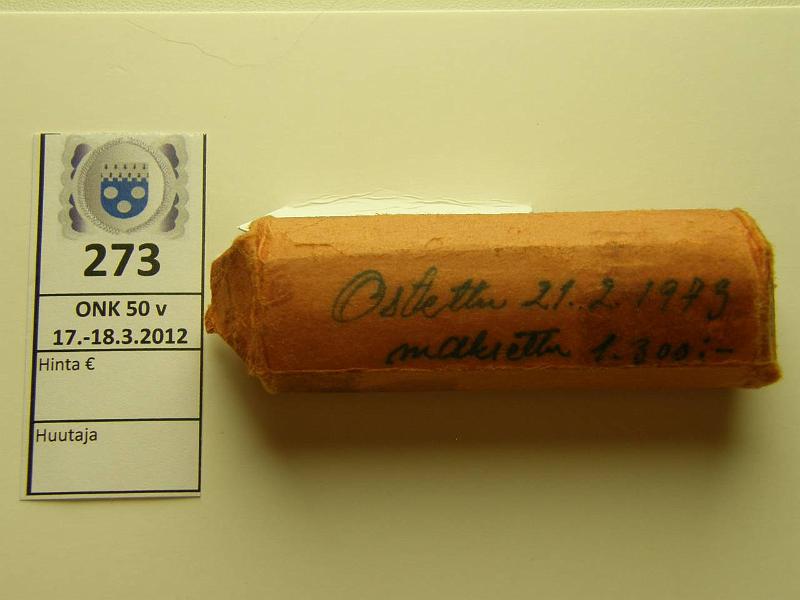 273
ONK 50 v
17.-18.3.2012
Hinta €
Huutaja
Ostettu 21.2.1979
maksettu 1.300:-